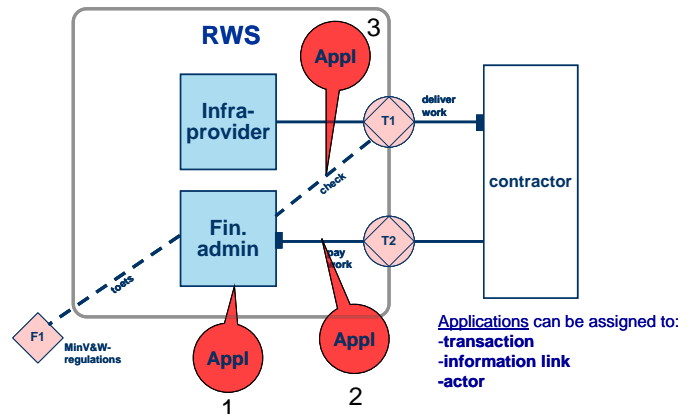 RWS
3
Appl
Infra-
provider
T1
deliver
work
contractor
check
Fin.
admin
T2
pay
work
toets
F1
MinV&W-
regulations
Appl
1
Appl
2
Applications can be assigned to:
-transaction
-information link
-actor